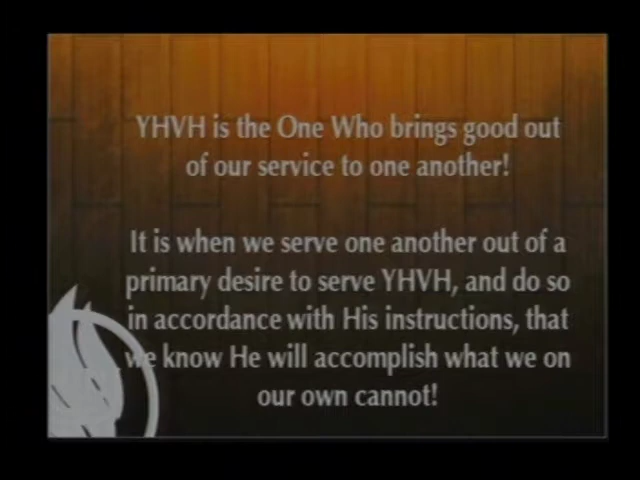 YHVH is the One Who brings good out
of our service to one another!
It is when we serve one another out of a
primary desire to serve YHVH, and do so
in accordance with His instructions, that
we know He will accomplish what we on
our own cannot!